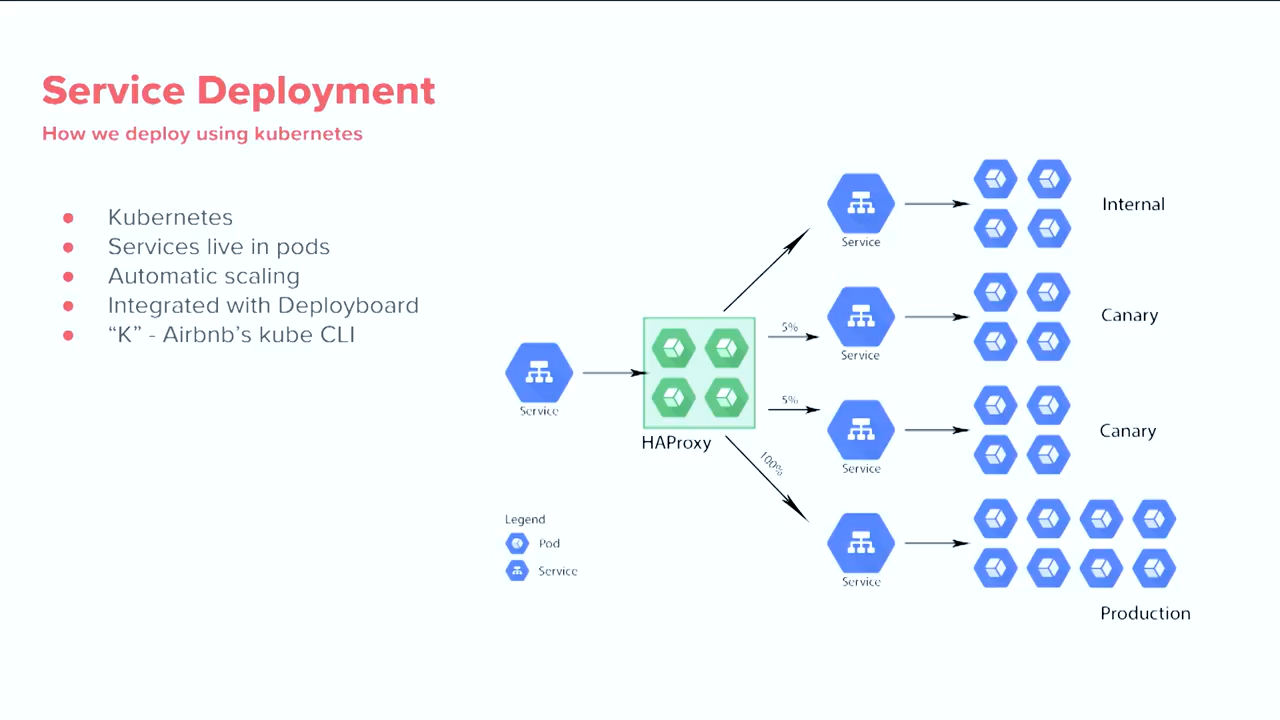 Service Deployment
How we deploy using kubernetes
● Kubernetes
● Services live in pods
● Automatic scaling
● Integrated with Deployboard
● “K” - Airbnb’s kube CLI
Service
HAProxy
5%
5%
100%
Service
Internal
Service
Canary
Service
Canary
Service
Production
Legend
Pod
Service